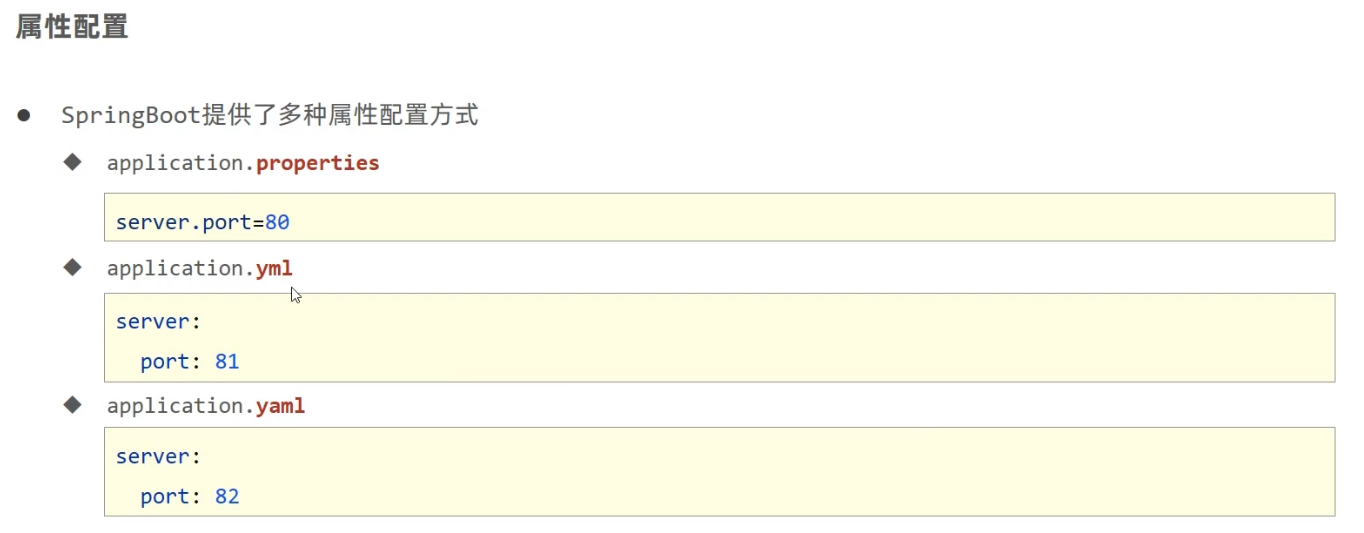 属性配置
SpringBoot提供了多种属性配置方式
application.properties
server.port=80
application.yml
server:
  port: 81
application.yaml
server:
  port: 82